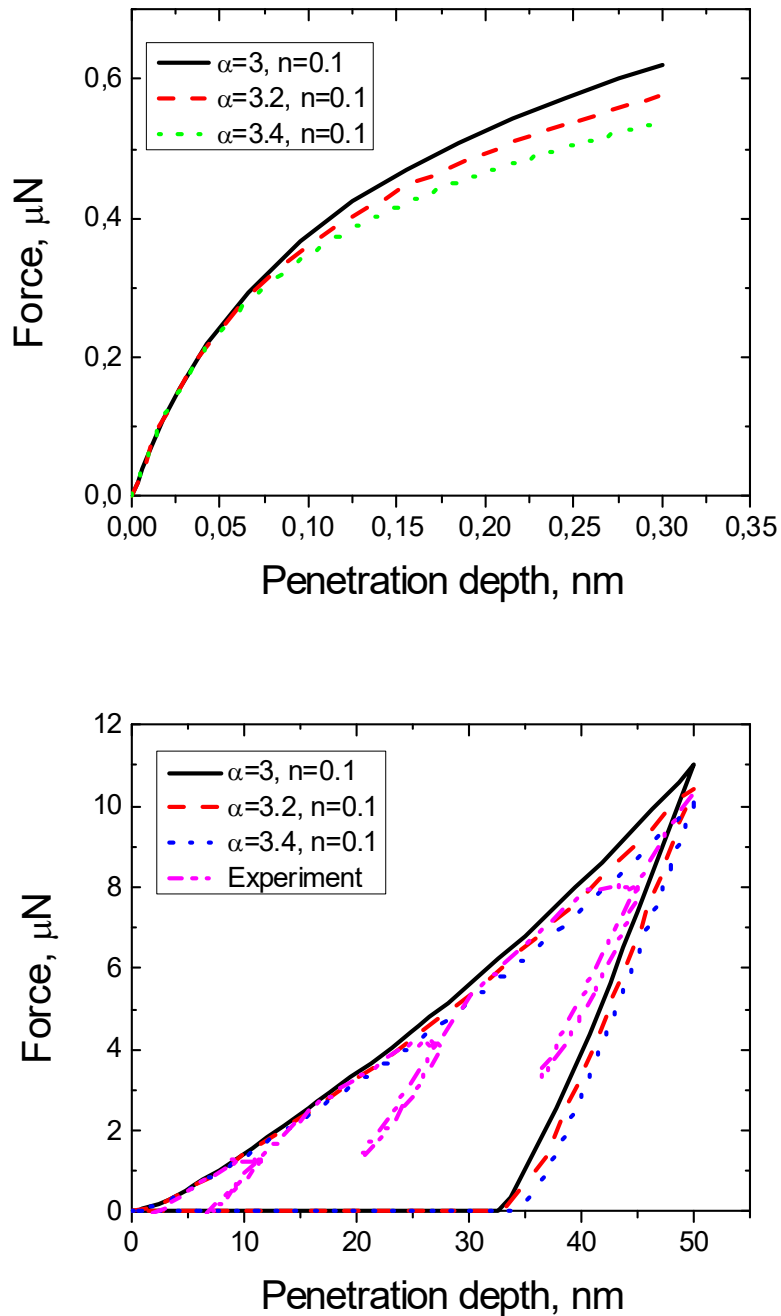 α=3, n=0.1
α=3.2, n=0.1
α=3.4, n=0.1
Force, μN
0,6
0,4
0,2
0,0
0,00 0,05 0,10 0,15 0,20 0,25 0,30 0,35
Penetration depth, nm
α=3, n=0.1
α=3.2, n=0.1
α=3.4, n=0.1
Experiment
Force, μN
12
10
8
6
4
2
0
0 10 20 30 40 50
Penetration depth, nm